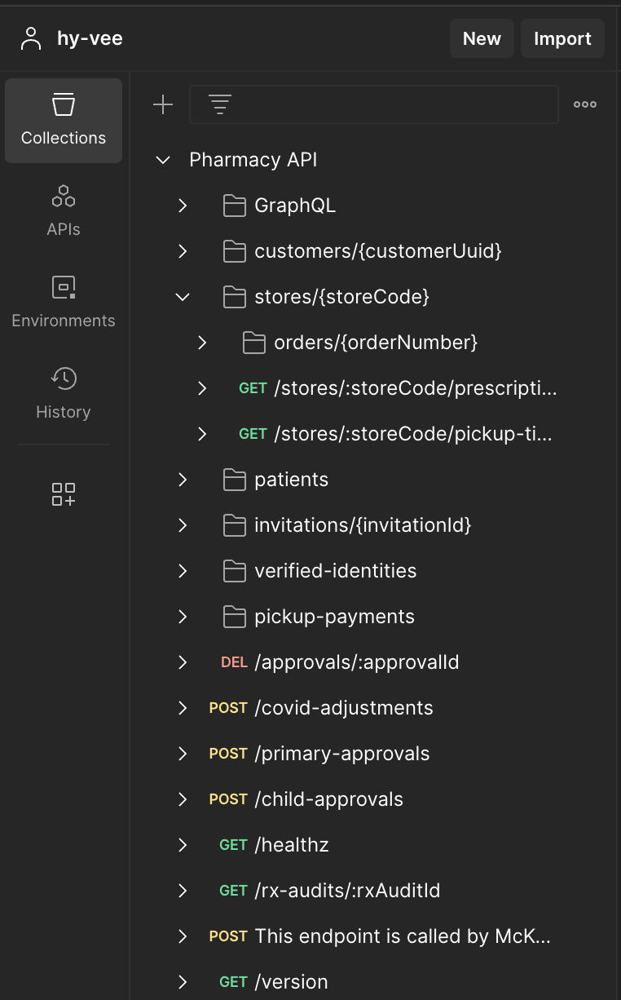 hy-vee
New
Import
Collections
APIs
Environments
History
Pharmacy API
GraphQL
customers/{customerUuid}
stores/{storeCode}
orders/{orderNumber}
GET /stores/:storeCode/prescripti...
GET /stores/:storeCode/pickup-ti...
patients
invitations/{invitationId}
verified-identities
pickup-payments
DEL /approvals/:approvalId
POST /covid-adjustments
POST /primary-approvals
POST /child-approvals
GET /healthz
GET /rx-audits/:rxAuditId
POST This endpoint is called by McK...
GET /version